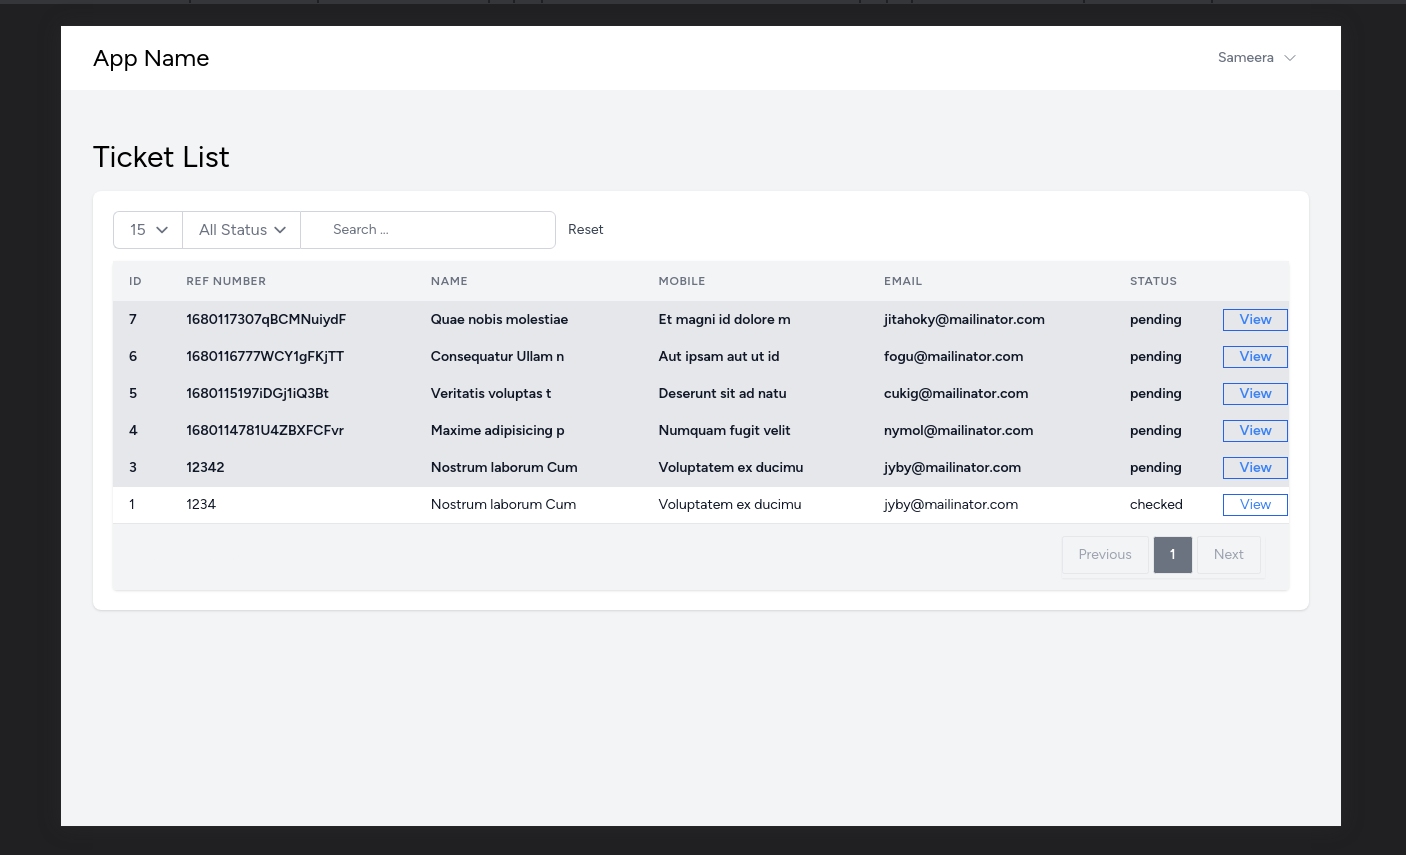 App Name
Sameera
Ticket List
15 All Status Search ... Reset
ID REF NUMBER NAME MOBILE EMAIL STATUS
7 1680117307qBCMNuiydF Quae nobis molestiae Et magni id dolore m jitahoky@mailinator.com pending View
6 1680116777WCY1gFKjTT Consequatur Ullam n Aut ipsam aut ut id fogu@mailinator.com pending View
5 1680115197iDGj1iQ3Bt Veritatis voluptas t Deserunt sit ad natu cukig@mailinator.com pending View
4 1680114781U4ZBXFCFvr Maxime adipisicing p Numquam fugit velit nymol@mailinator.com pending View
3 12342 Nostrum laborum Cum Voluptatem ex ducimu jyby@mailinator.com pending View
1 1234 Nostrum laborum Cum Voluptatem ex ducimu jyby@mailinator.com checked View
Previous 1 Next